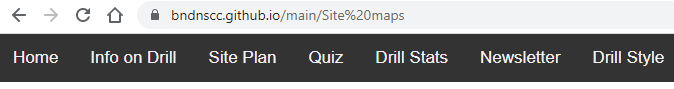 bndnscc.github.io/main/Site%20maps
Home Info on Drill Site Plan Quiz Drill Stats Newsletter Drill Style